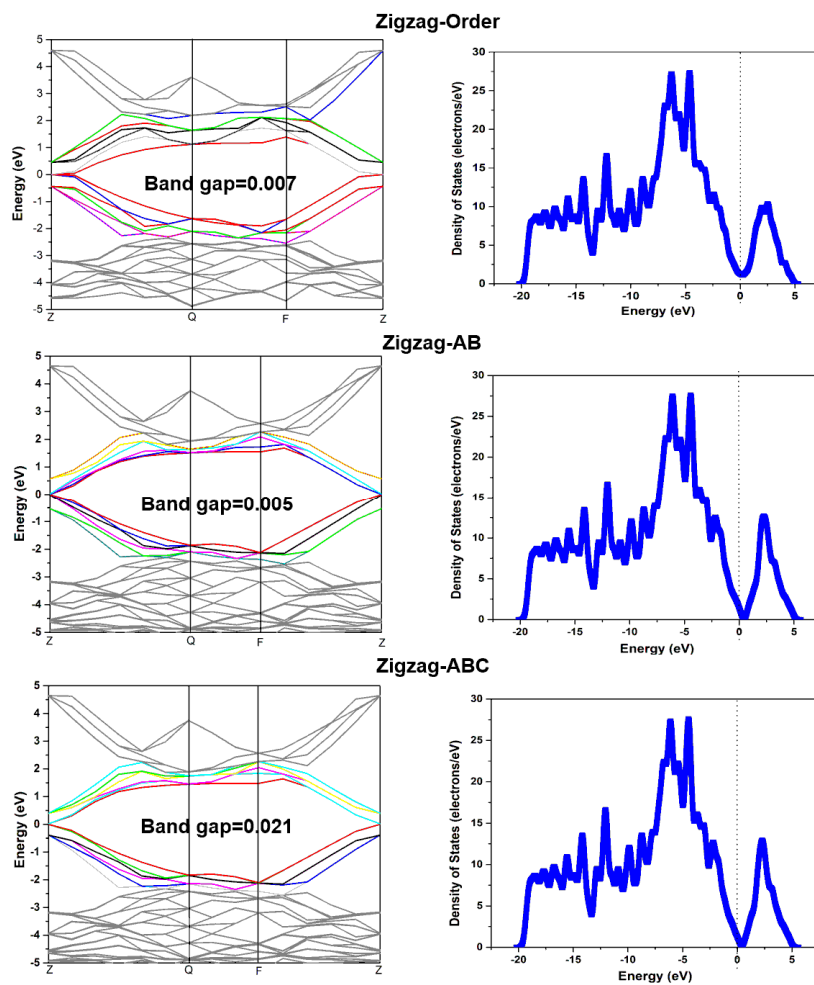 Zigzag-Order
5
4
3
2
1
0
-1
-2
-3
-4
-5
Energy (eV)
Band gap=0.007
Z
Q
F
Z
30
25
20
15
10
5
0
Density of States (electrons/eV)
-20
-15
-10
-5
0
5
Energy (eV)
Zigzag-AB
5
4
3
2
1
0
-1
-2
-3
-4
-5
Energy (eV)
Band gap=0.005
Z
Q
F
Z
30
25
20
15
10
5
0
Density of States (electrons/eV)
-20
-15
-10
-5
0
5
Energy (eV)
Zigzag-ABC
5
4
3
2
1
0
-1
-2
-3
-4
-5
Energy (eV)
Band gap=0.021
Z
Q
F
Z
30
25
20
15
10
5
0
Density of States (electrons/eV)
-20
-15
-10
-5
0
5
Energy (eV)